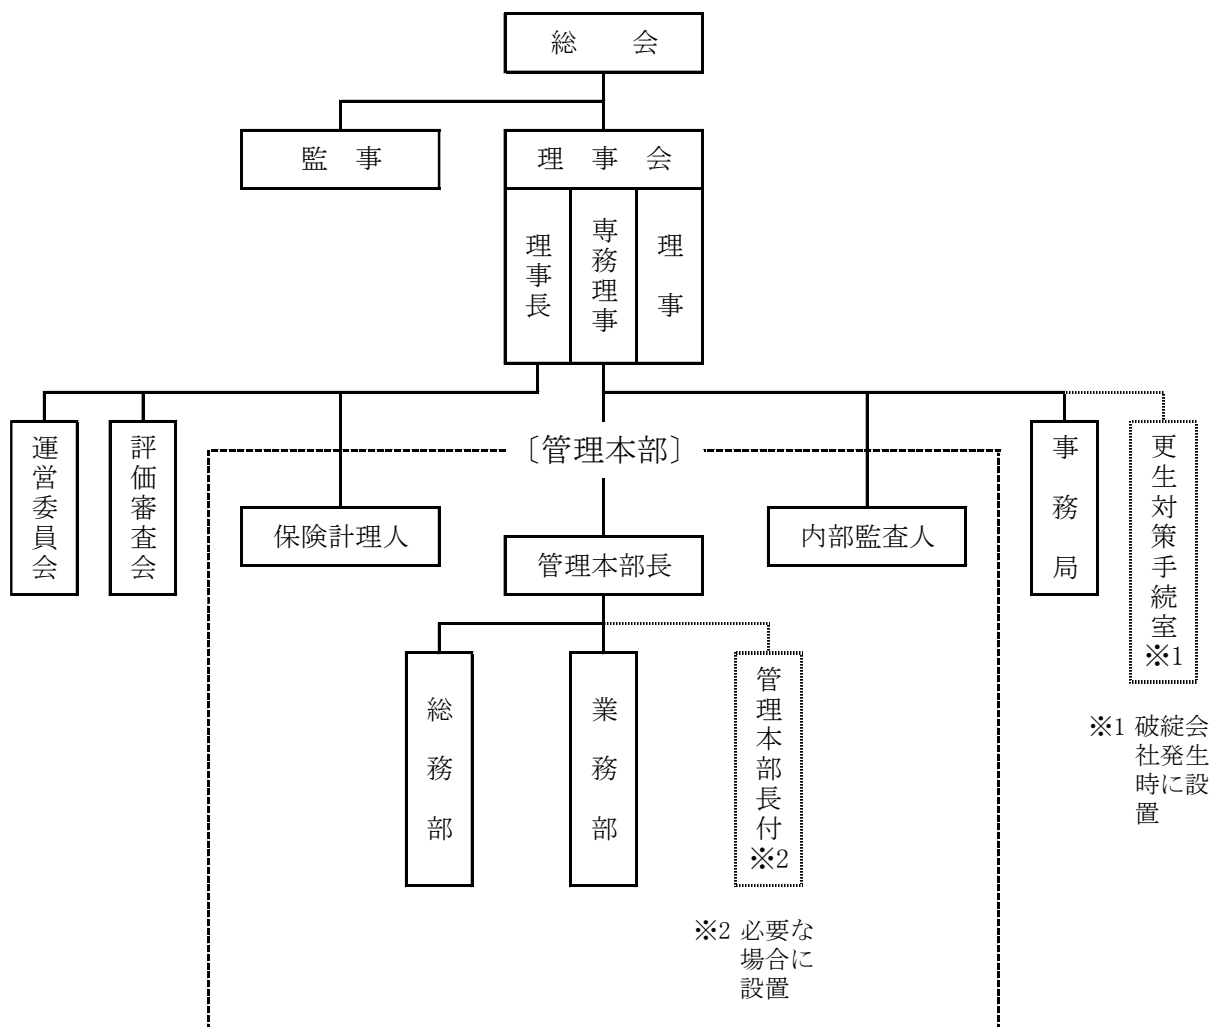 総　会
監　事
理　事　会
理事長
専務理事
理　事
運営委員会
評価審査会
〔管理本部〕
保険計理人
内部監査人
管理本部長
事　務　局
更生対策手続室※1
総　務　部
業　務　部
管理本部長付※2
※1 破綻会
社発生
時に設
置
※2 必要な
場合に
設置